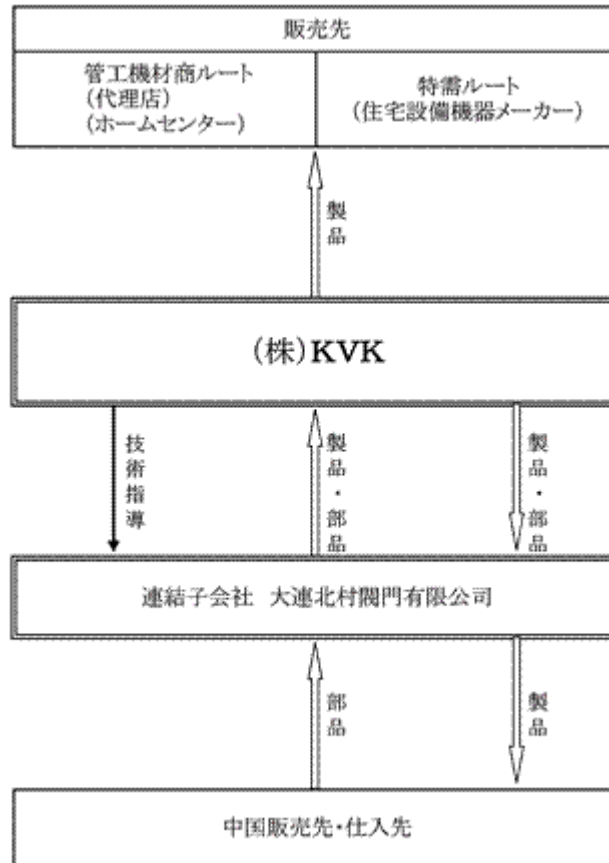 販売先
管工機材商ルート
(代理店)
(ホームセンター)
特需ルート
(住宅設備機器メーカー)
製品
(株)KVK
技術指導
製品・部品
製品・部品
連結子会社 大連北村閥門有限公司
部品
製品
中国販売先・仕入先